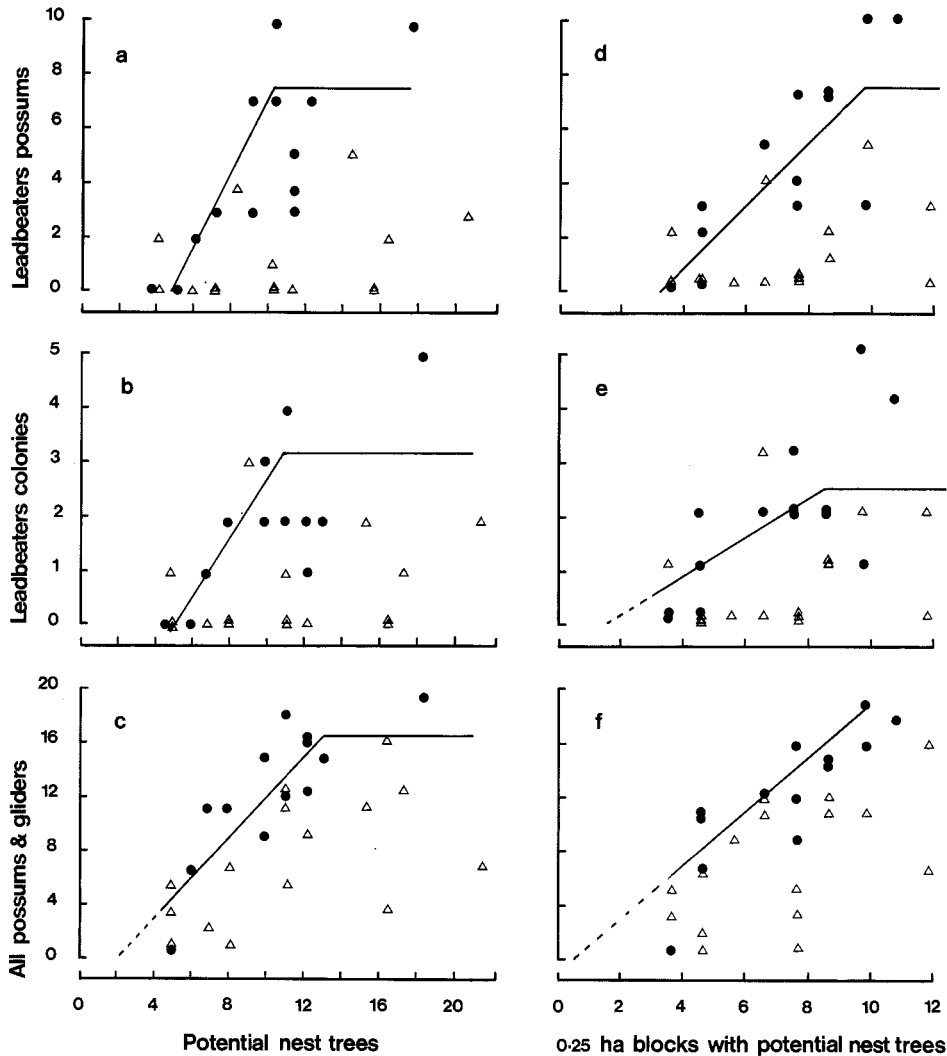 10
8
6
4
2
0
Leadbeaters possums
a
d
5
4
3
2
1
0
Leadbeaters colonies
b
e
20
16
12
8
4
0
All possums & gliders
c
f
0 4 8 12 16 20
0 2 4 6 8 10 12
Potential nest trees
0·25 ha blocks with potential nest trees